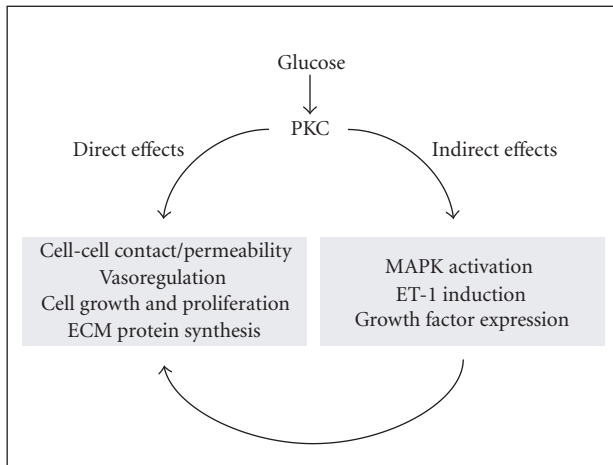 Glucose
PKC
Direct effects
Indirect effects
Cell-cell contact/permeability
Vasoregulation
Cell growth and proliferation
ECM protein synthesis
MAPK activation
ET-1 induction
Growth factor expression